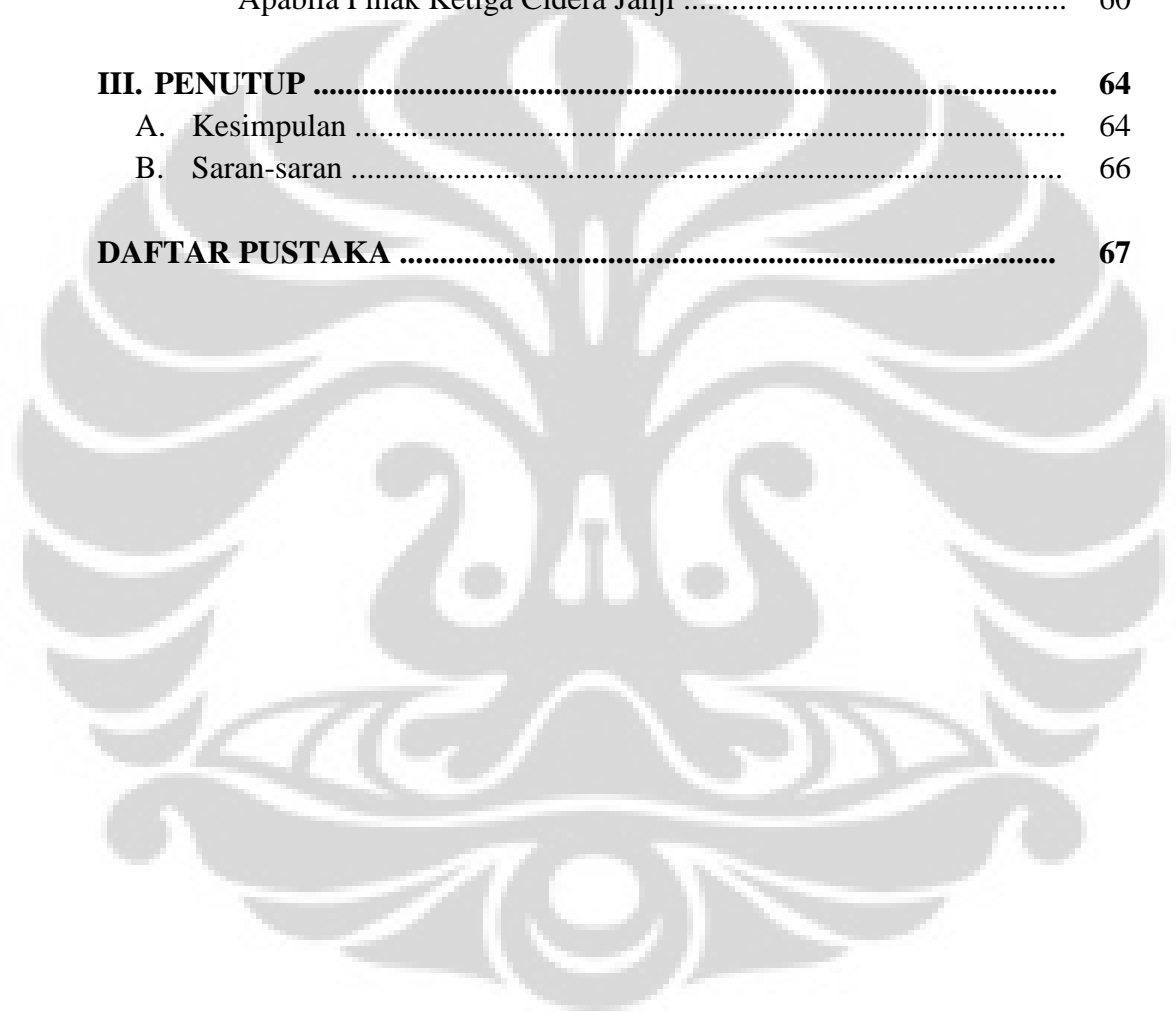 Apabila Pihak Ketiga Cidera Janji ................................................ 60
III. PENUTUP ............................................................................................. 64
A. Kesimpulan ......................................................................................... 64
B. Saran-saran ......................................................................................... 66
DAFTAR PUSTAKA .................................................................................. 67